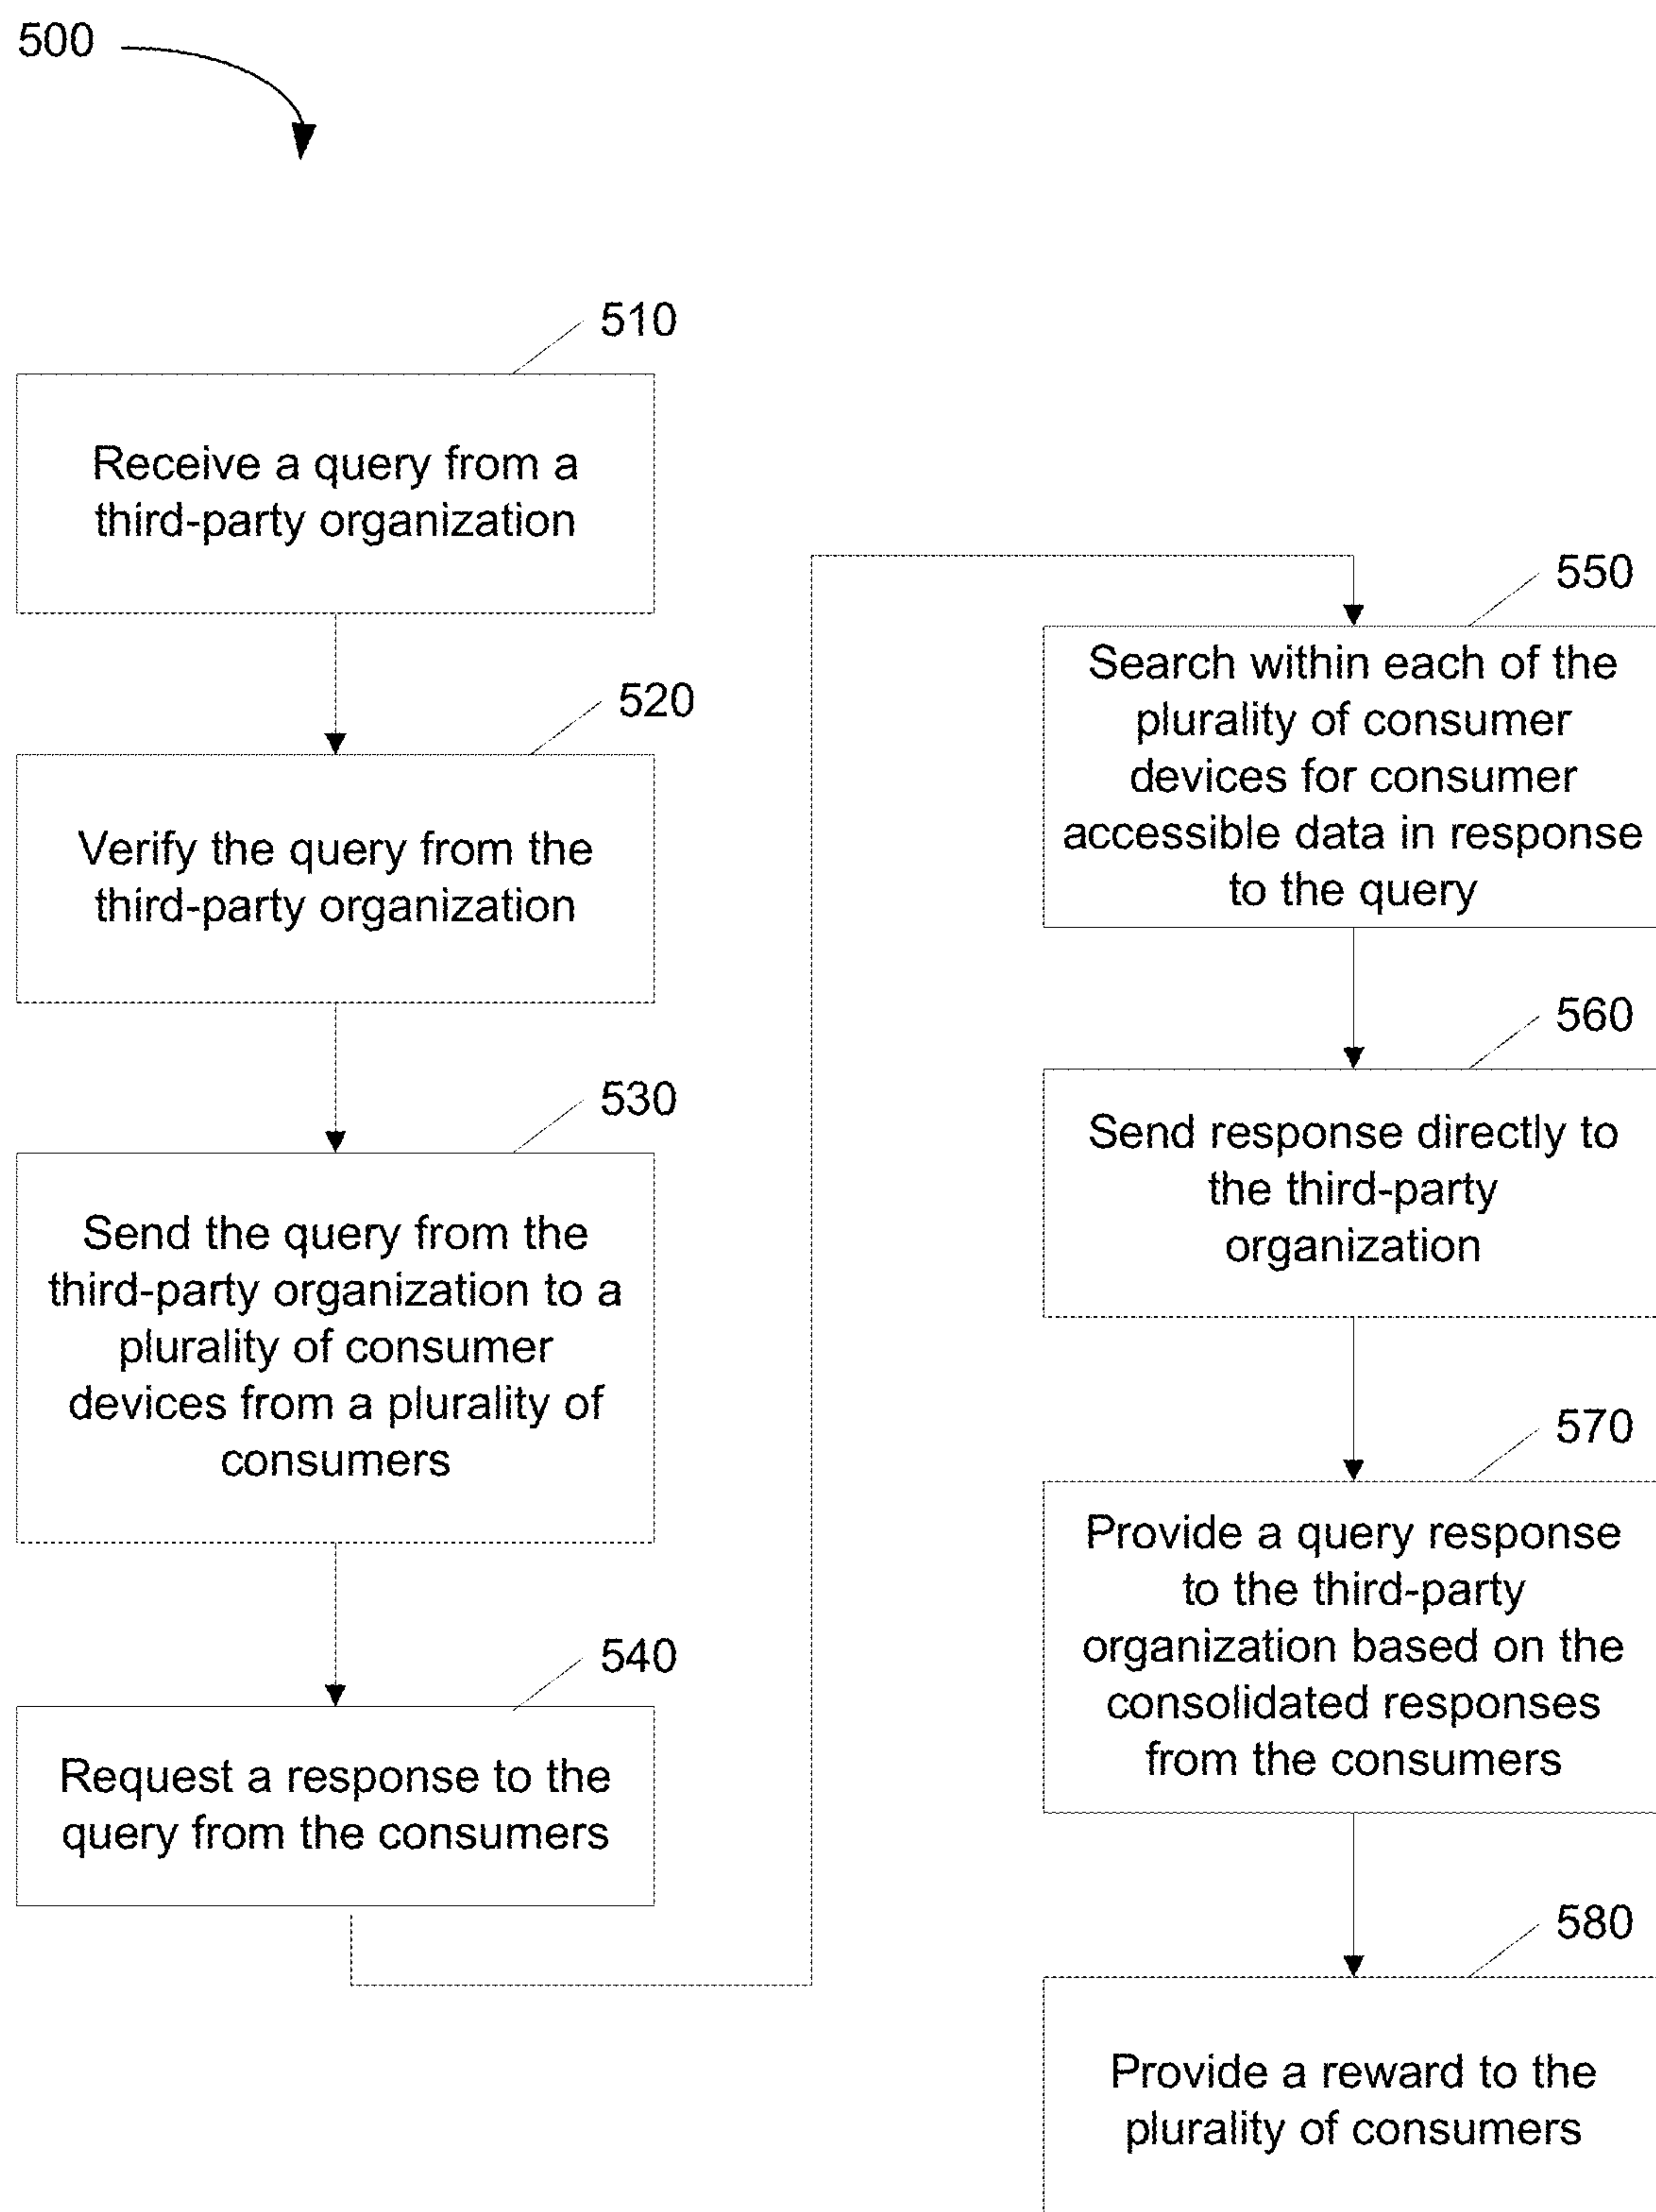 500
510
Receive a query from a
third-party organization
520
Verify the query from the
third-party organization
530
Send the query from the
third-party organization to a
plurality of consumer
devices from a plurality of
consumers
540
Request a response to the
query from the consumers
550
Search within each of the
plurality of consumer
devices for consumer
accessible data in response
to the query
560
Send response directly to
the third-party
organization
570
Provide a query response
to the third-party
organization based on the
consolidated responses
from the consumers
580
Provide a reward to the
plurality of consumers